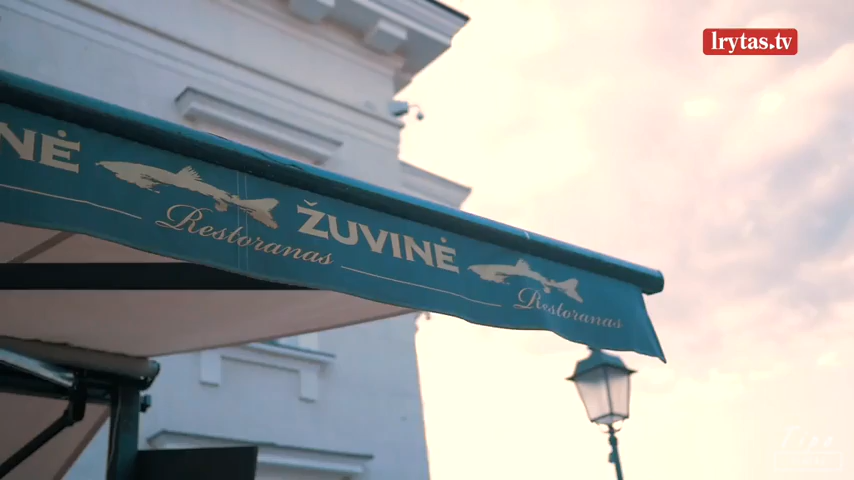 lrytas.tv
NĖ
ŽUVINĖ
Restoranas
Restoranas